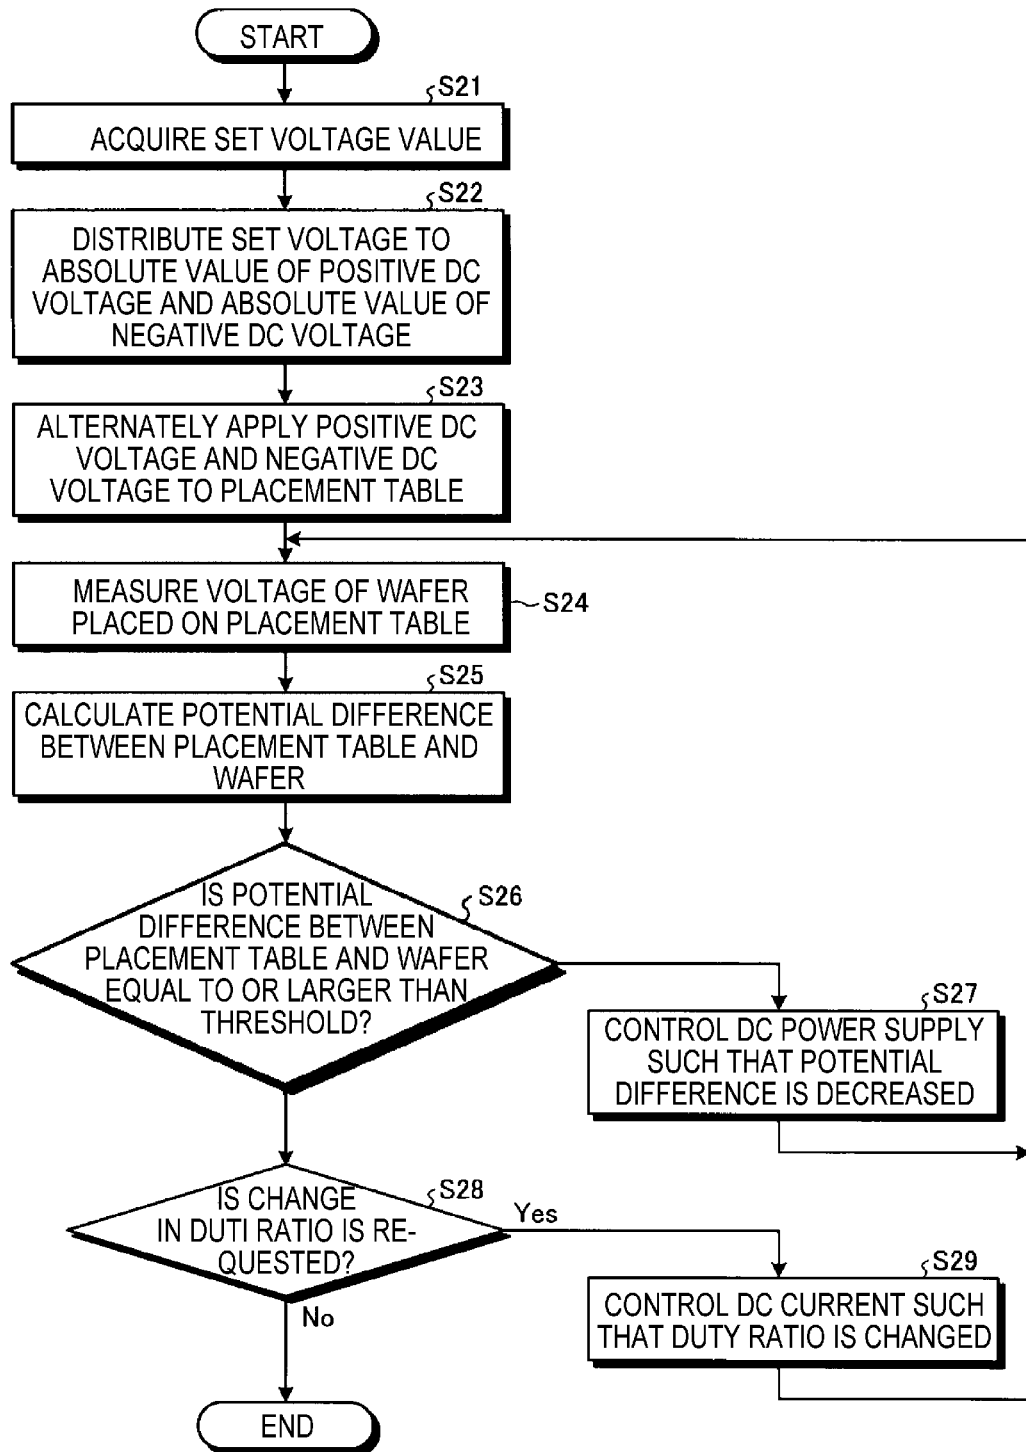 START
S21
ACQUIRE SET VOLTAGE VALUE
S22
DISTRIBUTE SET VOLTAGE TO
ABSOLUTE VALUE OF POSITIVE DC
VOLTAGE AND ABSOLUTE VALUE OF
NEGATIVE DC VOLTAGE
S23
ALTERNATELY APPLY POSITIVE DC
VOLTAGE AND NEGATIVE DC
VOLTAGE TO PLACEMENT TABLE
MEASURE VOLTAGE OF WAFER
PLACED ON PLACEMENT TABLE
S24
S25
CALCULATE POTENTIAL DIFFERENCE
BETWEEN PLACEMENT TABLE AND
WAFER
S26
IS POTENTIAL
DIFFERENCE BETWEEN
PLACEMENT TABLE AND WAFER
EQUAL TO OR LARGER THAN
THRESHOLD?
S27
CONTROL DC POWER SUPPLY
SUCH THAT POTENTIAL
DIFFERENCE IS DECREASED
S28
IS CHANGE
IN DUTI RATIO IS RE-
QUESTED?
Yes
No
S29
CONTROL DC CURRENT SUCH
THAT DUTY RATIO IS CHANGED
END